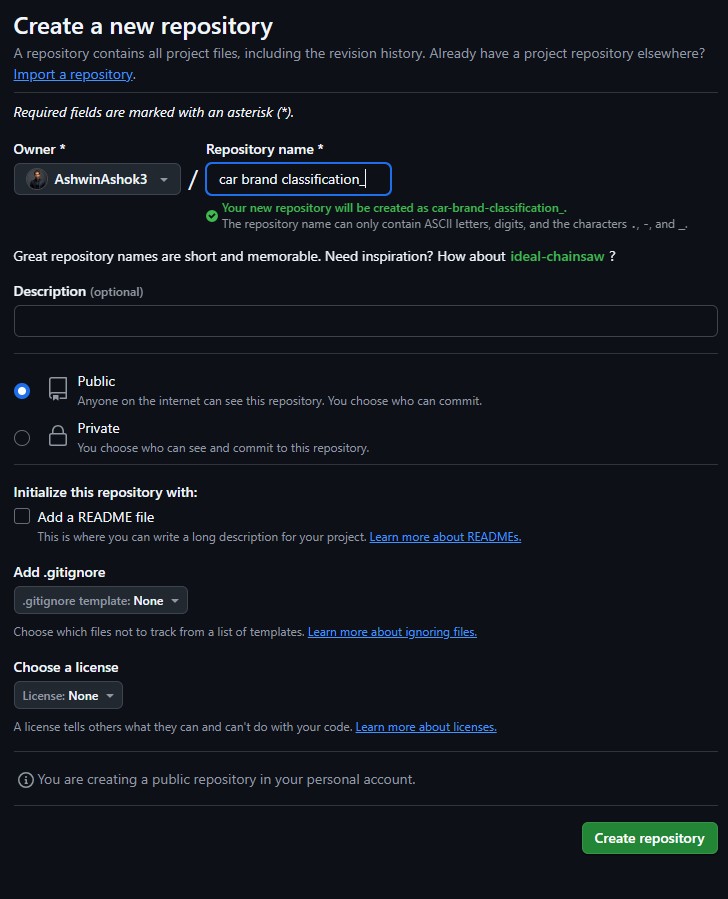 Create a new repository
A repository contains all project files, including the revision history. Already have a project repository elsewhere?
Import a repository.
Required fields are marked with an asterisk (*).
Owner *
Repository name *
AshwinAshok3
/
car brand classification_
Your new repository will be created as car-brand-classification_.
The repository name can only contain ASCII letters, digits, and the characters ., -, and _.
Great repository names are short and memorable. Need inspiration? How about ideal-chainsaw ?
Description (optional)
Public
Anyone on the internet can see this repository. You choose who can commit.
Private
You choose who can see and commit to this repository.
Initialize this repository with:
Add a README file
This is where you can write a long description for your project. Learn more about READMEs.
Add .gitignore
.gitignore template: None
Choose which files not to track from a list of templates. Learn more about ignoring files.
Choose a license
License: None
A license tells others what they can and can't do with your code. Learn more about licenses.
You are creating a public repository in your personal account.
Create repository